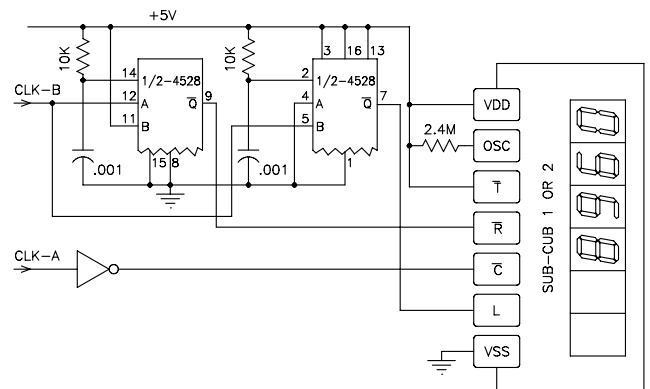 +5V
10K
10K
3 16 13
14
1/2-4528
2
1/2-4528
CLK-B
12
A
Q̅
9
4
A
Q̅
7
11
B
5
B
VDD
2.4M
OSC
.001
15 8
.001
1
T̅
R̅
CLK-A
C̅
L
VSS
SUB-CUB 1 OR 2